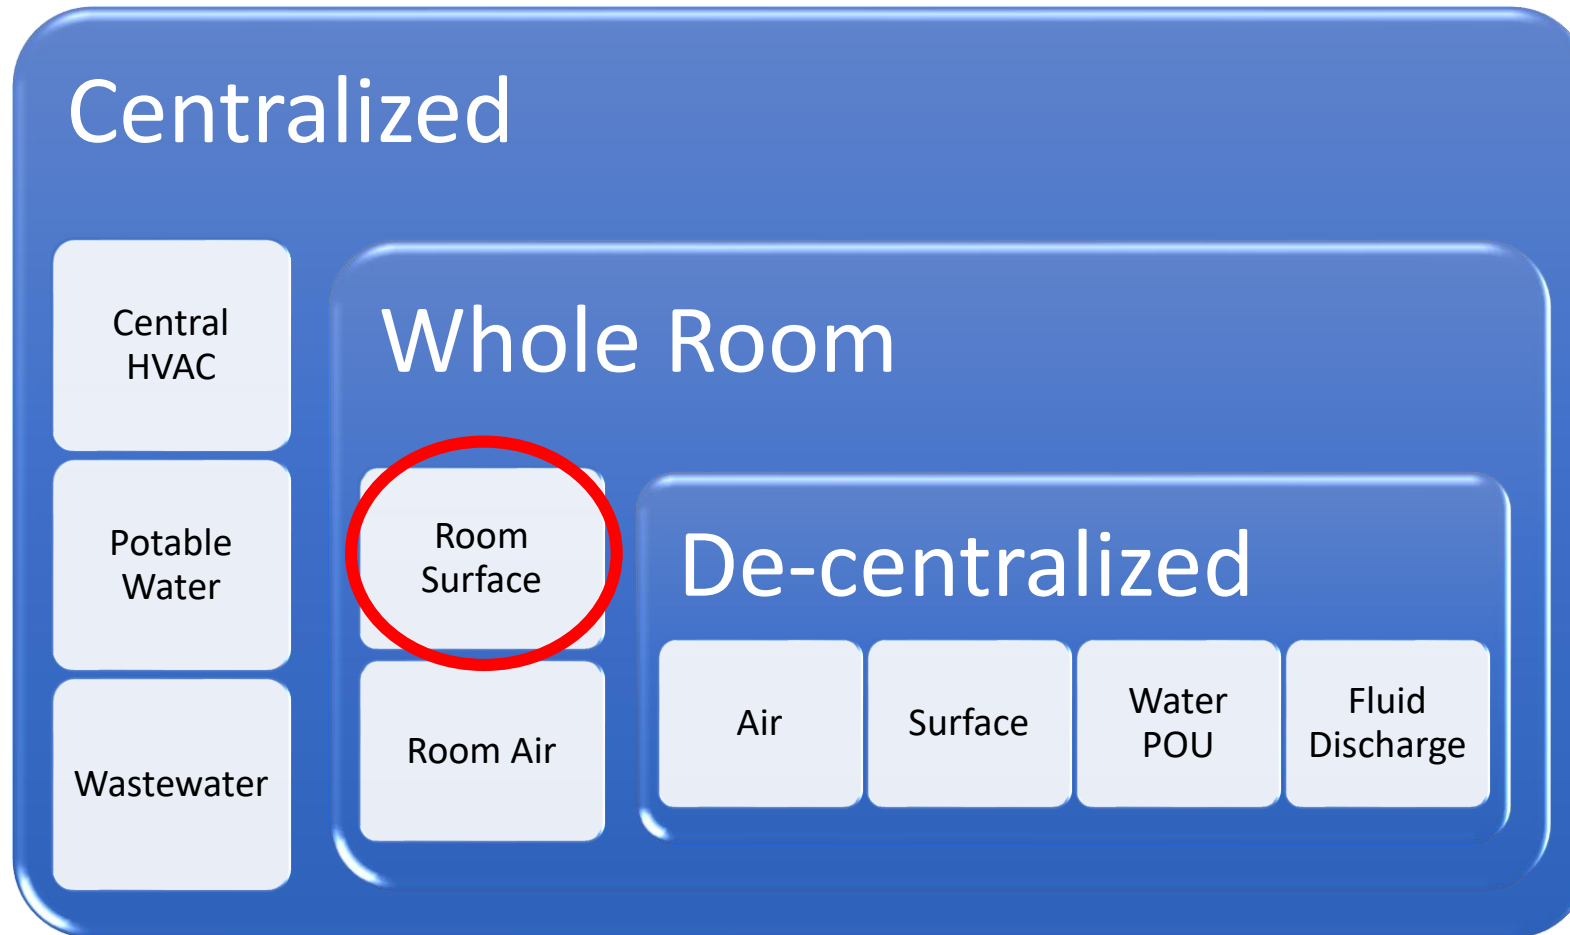 Centralized
Central
HVAC
Potable
Water
Wastewater
Whole Room
Room
Surface
Room Air
De-centralized
Air
Surface
Water
POU
Fluid
Discharge